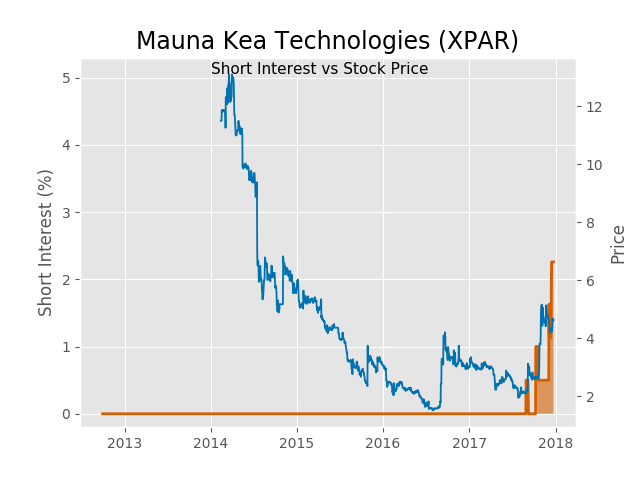 Mauna Kea Technologies (XPAR)
Short Interest vs Stock Price
Short Interest (%)
5
4
3
2
1
0
12
10
8
6
4
2
Price
2013 2014 2015 2016 2017 2018